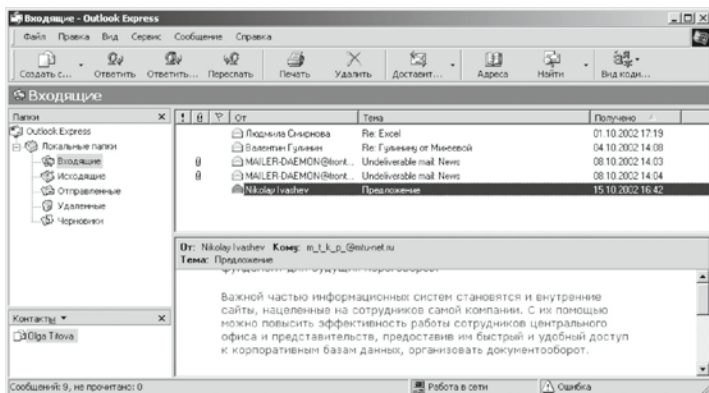 Входящие - Outlook Express
Файл Правка Вид Сервис Сообщение Справка
Создать с... Ответить Ответить... Переслать Печать Удалить Доставит... Адреса Найти Вид коди...
Входящие
Папки
! От Тема Получено
Outlook Express
Людмила Смирнова Re: Excel 01.10.2002 17:19
Локальные папки
Валентин Гулинин Re: Гулинину от Михеевой 04.10.2002 14:08
Входящие
MAILER-DAEMON@front... Undeliverable mail: News 08.10.2002 14:03
Исходящие
MAILER-DAEMON@front... Undeliverable mail: News 08.10.2002 14:04
Отправленные
Nikolay Ivashev Предложение 15.10.2002 16:42
Удаленные
Черновики
От: Nikolay Ivashev Кому: m_t_k_p_@mtu-net.ru
Тема: Предложение
фундамент для будущих переговоров.
Важной частью информационных систем становятся и внутренние
сайты, нацеленные на сотрудников самой компании. С их помощью
можно повысить эффективность работы сотрудников центрального
офиса и представительств, предоставив им быстрый и удобный доступ
к корпоративным базам данных, организовать документооборот.
Контакты
Olga Titova
Сообщений: 9, не прочитано: 0 Работа в сети Ошибка